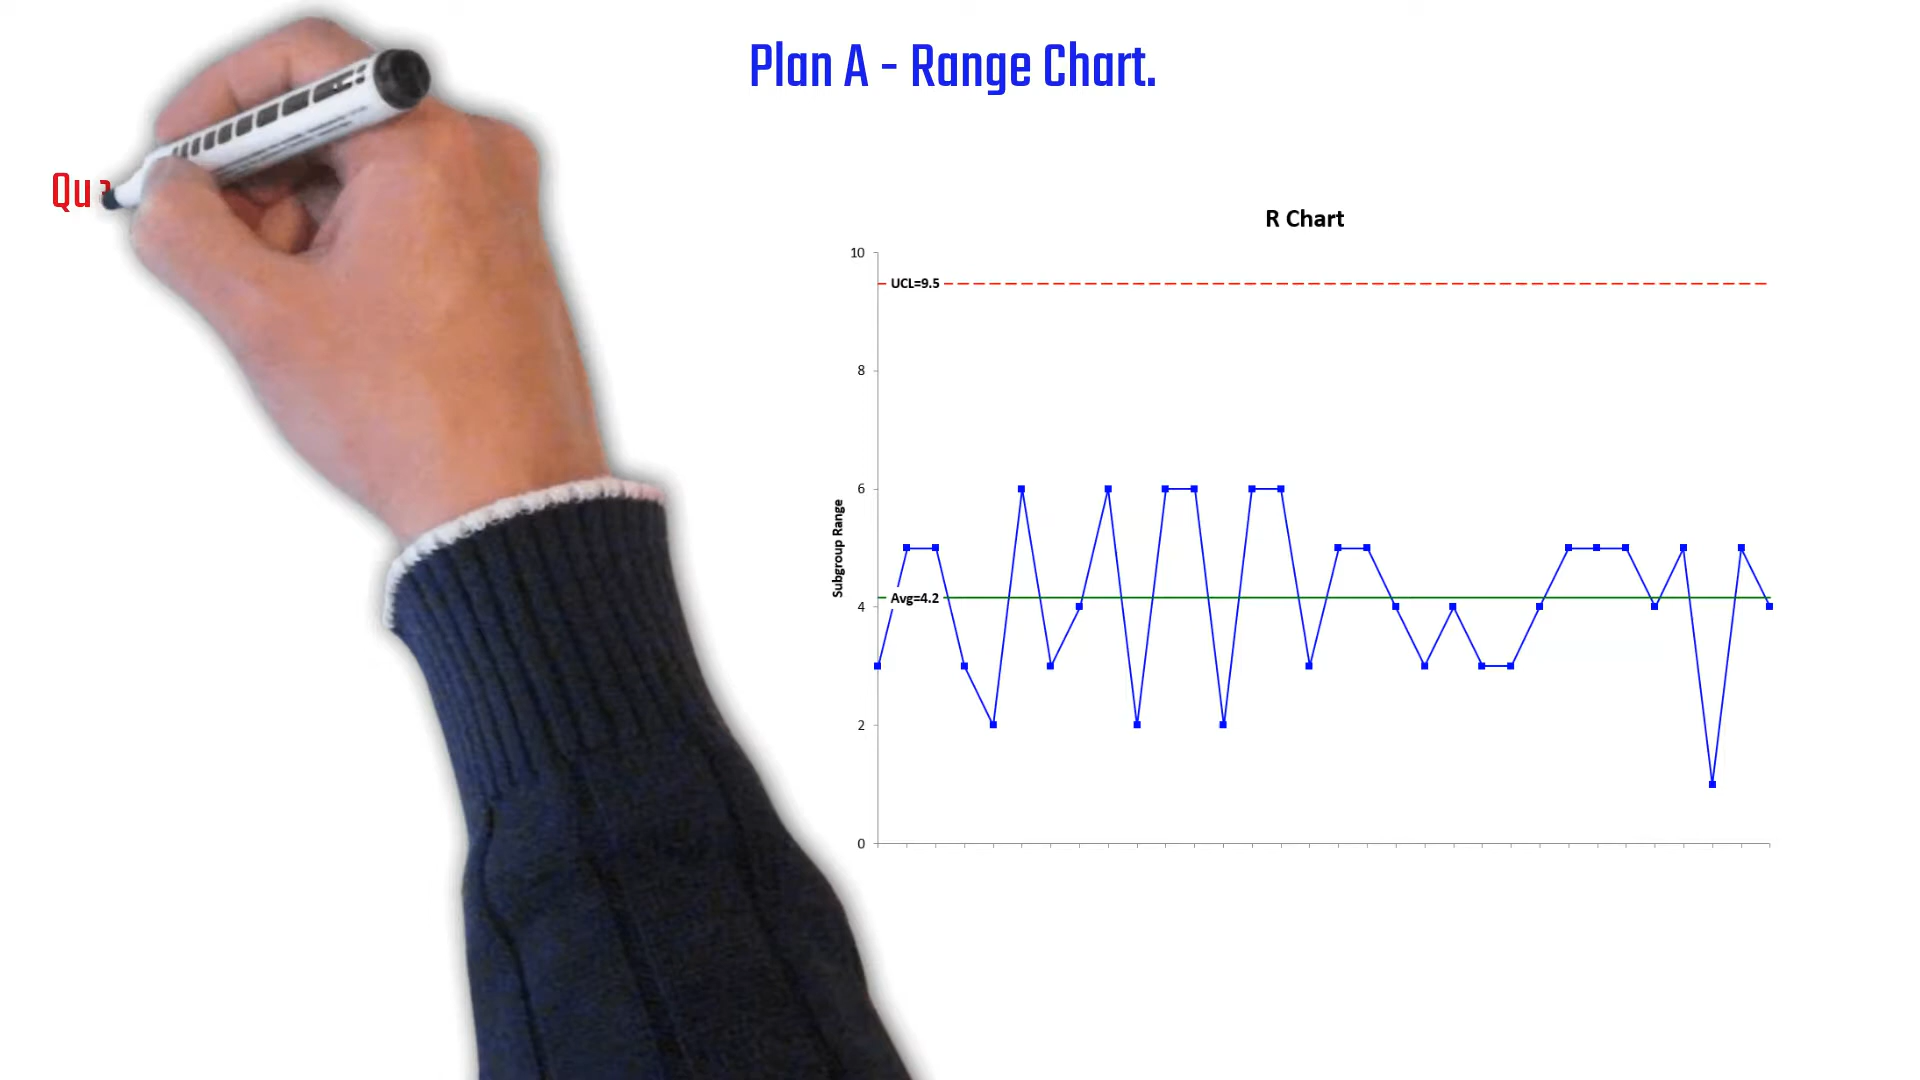 Plan A - Range Chart.
Qu
R Chart
10
UCL=9.5
8
6
Subgroup Range
Avg=4.2
4
2
0